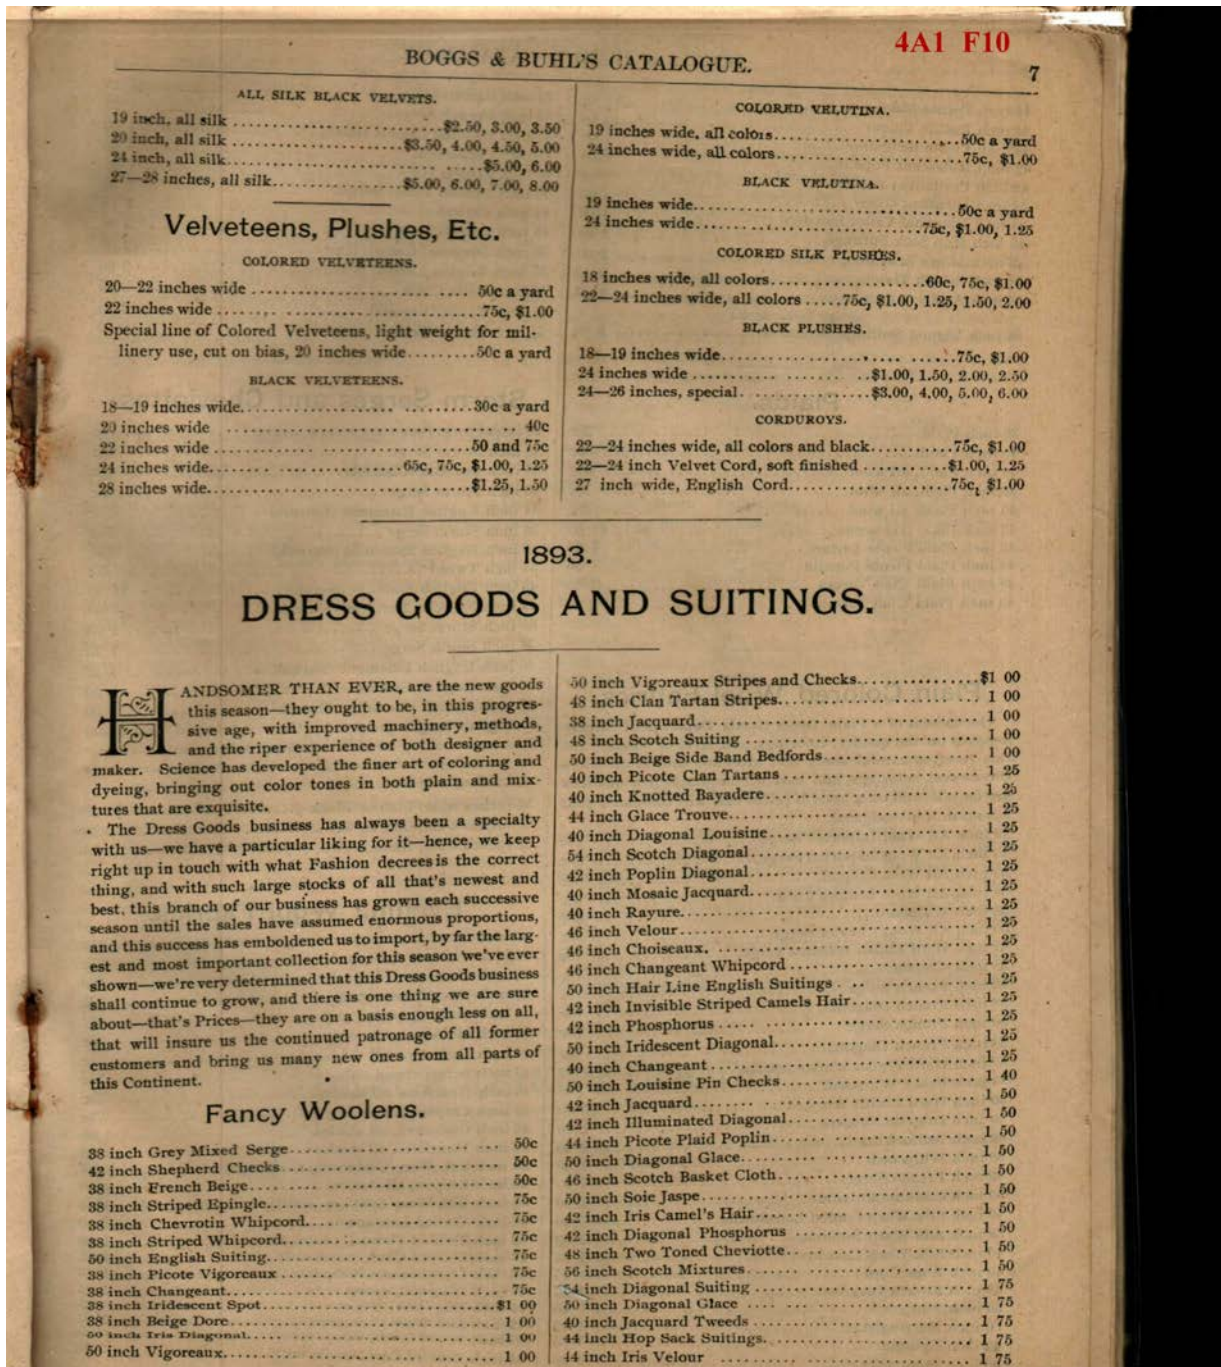 4A1 F10
BOGGS & BUHL'S CATALOGUE.
7
ALL SILK BLACK VELVETS.
19 inch, all silk ........................$2.50, 3.00, 3.50
20 inch, all silk ........................$3.50, 4.00, 4.50, 5.00
24 inch, all silk........................$5.00, 6.00
27—28 inches, all silk................$5.00, 6.00, 7.00, 8.00
Velveteens, Plushes, Etc.
COLORED VELVETEENS.
20—22 inches wide ........................ 50c a yard
22 inches wide ........................75c, $1.00
Special line of Colored Velveteens, light weight for mil-
linery use, cut on bias, 20 inches wide.........50c a yard
BLACK VELVETEENS.
18—19 inches wide........................30c a yard
20 inches wide ........................ 40c
22 inches wide ........................50 and 75c
24 inches wide........................65c, 75c, $1.00, 1.25
28 inches wide........................$1.25, 1.50
COLORED VELUTINA.
19 inches wide, all colors........................50c a yard
24 inches wide, all colors........................75c, $1.00
BLACK VELUTINA.
19 inches wide........................50c a yard
24 inches wide........................75c, $1.00, 1.25
COLORED SILK PLUSHES.
18 inches wide, all colors........................60c, 75c, $1.00
22—24 inches wide, all colors .....75c, $1.00, 1.25, 1.50, 2.00
BLACK PLUSHES.
18—19 inches wide........................75c, $1.00
24 inches wide ........................$1.00, 1.50, 2.00, 2.50
24—26 inches, special.................$3.00, 4.00, 5.00, 6.00
CORDUROYS.
22—24 inches wide, all colors and black..........75c, $1.00
22—24 inch Velvet Cord, soft finished ..........$1.00, 1.25
27 inch wide, English Cord.....................75c, $1.00
1893.
DRESS GOODS AND SUITINGS.
HANDSOMER THAN EVER, are the new goods
this season—they ought to be, in this progres-
sive age, with improved machinery, methods,
and the riper experience of both designer and
maker. Science has developed the finer art of coloring and
dyeing, bringing out color tones in both plain and mix-
tures that are exquisite.
The Dress Goods business has always been a specialty
with us—we have a particular liking for it—hence, we keep
right up in touch with what Fashion decrees is the correct
thing, and with such large stocks of all that's newest and
best, this branch of our business has grown each successive
season until the sales have assumed enormous proportions,
and this success has emboldened us to import, by far the larg-
est and most important collection for this season we've ever
shown—we're very determined that this Dress Goods business
shall continue to grow, and there is one thing we are sure
about—that's Prices—they are on a basis enough less on all,
that will insure us the continued patronage of all former
customers and bring us many new ones from all parts of
this Continent.
Fancy Woolens.
38 inch Grey Mixed Serge........................ 50c
42 inch Shepherd Checks........................ 50c
38 inch French Beige........................ 50c
38 inch Striped Epingle........................ 75c
38 inch Chevrotin Whipcord........................ 75c
38 inch Striped Whipcord........................ 75c
50 inch English Suiting........................ 75c
38 inch Picote Vigoreaux........................ 75c
38 inch Changeant........................ 75c
38 inch Iridescent Spot........................$1 00
38 inch Beige Dore........................ 1 00
50 inch Iris Diagonal........................ 1 00
50 inch Vigoreaux........................ 1 00
50 inch Vigoreaux Stripes and Checks.................$1 00
48 inch Clan Tartan Stripes........................ 1 00
38 inch Jacquard........................ 1 00
48 inch Scotch Suiting ........................ 1 00
50 inch Beige Side Band Bedfords................. 1 00
40 inch Picote Clan Tartans ........................ 1 25
40 inch Knotted Bayadere........................ 1 25
44 inch Glace Trouve........................ 1 25
40 inch Diagonal Louisine........................ 1 25
54 inch Scotch Diagonal........................ 1 25
42 inch Poplin Diagonal........................ 1 25
40 inch Mosaic Jacquard........................ 1 25
40 inch Rayure........................ 1 25
46 inch Velour........................ 1 25
46 inch Choiseaux. ........................ 1 25
46 inch Changeant Whipcord ........................ 1 25
50 inch Hair Line English Suitings ................. 1 25
42 inch Invisible Striped Camels Hair................. 1 25
42 inch Phosphorus ........................ 1 25
50 inch Iridescent Diagonal........................ 1 25
40 inch Changeant........................ 1 25
50 inch Louisine Pin Checks........................ 1 40
42 inch Jacquard........................ 1 50
42 inch Illuminated Diagonal........................ 1 50
44 inch Picote Plaid Poplin........................ 1 50
50 inch Diagonal Glace........................ 1 50
46 inch Scotch Basket Cloth........................ 1 50
50 inch Soie Jaspe........................ 1 50
42 inch Iris Camel's Hair........................ 1 50
42 inch Diagonal Phosphorus ........................ 1 50
48 inch Two Toned Cheviotte........................ 1 50
56 inch Scotch Mixtures........................ 1 50
54 inch Diagonal Suiting ........................ 1 75
50 inch Diagonal Glace ........................ 1 75
40 inch Jacquard Tweeds ........................ 1 75
44 inch Hop Sack Suitings........................ 1 75
44 inch Iris Velour ........................ 1 75